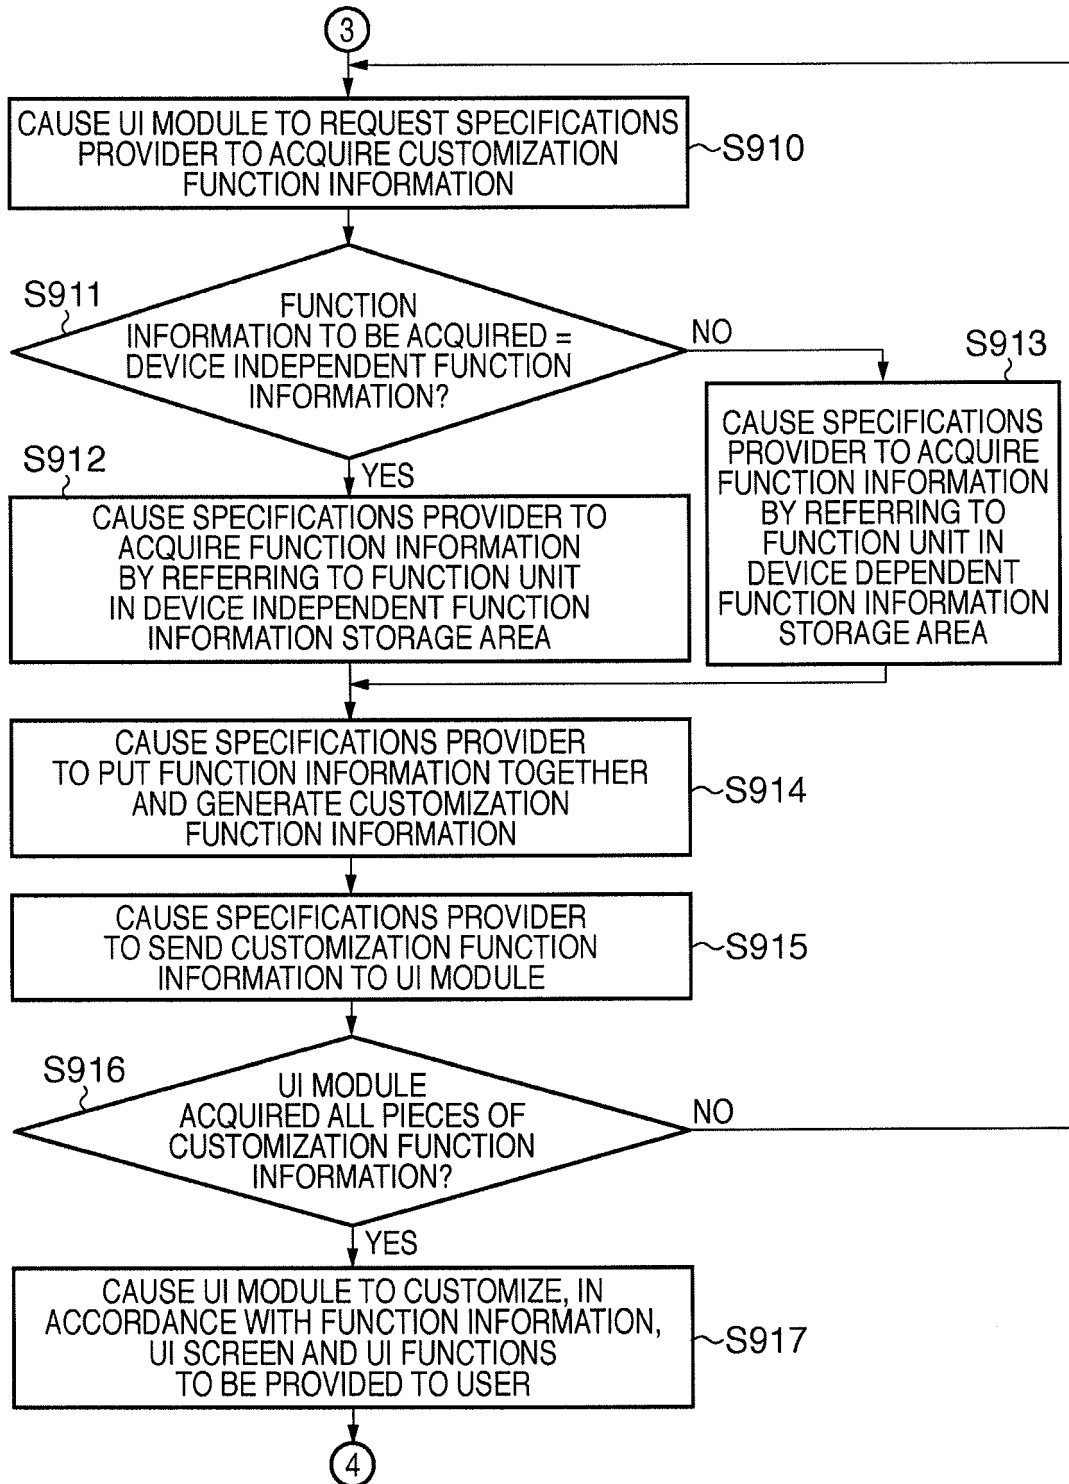 3
CAUSE UI MODULE TO REQUEST SPECIFICATIONS
PROVIDER TO ACQUIRE CUSTOMIZATION
FUNCTION INFORMATION
S910
S911
FUNCTION
INFORMATION TO BE ACQUIRED =
DEVICE INDEPENDENT FUNCTION
INFORMATION?
NO
YES
S913
CAUSE SPECIFICATIONS
PROVIDER TO ACQUIRE
FUNCTION INFORMATION
BY REFERRING TO
FUNCTION UNIT IN
DEVICE DEPENDENT
FUNCTION INFORMATION
STORAGE AREA
S912
CAUSE SPECIFICATIONS PROVIDER TO
ACQUIRE FUNCTION INFORMATION
BY REFERRING TO FUNCTION UNIT
IN DEVICE INDEPENDENT FUNCTION
INFORMATION STORAGE AREA
CAUSE SPECIFICATIONS PROVIDER
TO PUT FUNCTION INFORMATION TOGETHER
AND GENERATE CUSTOMIZATION
FUNCTION INFORMATION
S914
CAUSE SPECIFICATIONS PROVIDER
TO SEND CUSTOMIZATION FUNCTION
INFORMATION TO UI MODULE
S915
S916
UI MODULE
ACQUIRED ALL PIECES OF
CUSTOMIZATION FUNCTION
INFORMATION?
NO
YES
CAUSE UI MODULE TO CUSTOMIZE, IN
ACCORDANCE WITH FUNCTION INFORMATION,
UI SCREEN AND UI FUNCTIONS
TO BE PROVIDED TO USER
S917
4